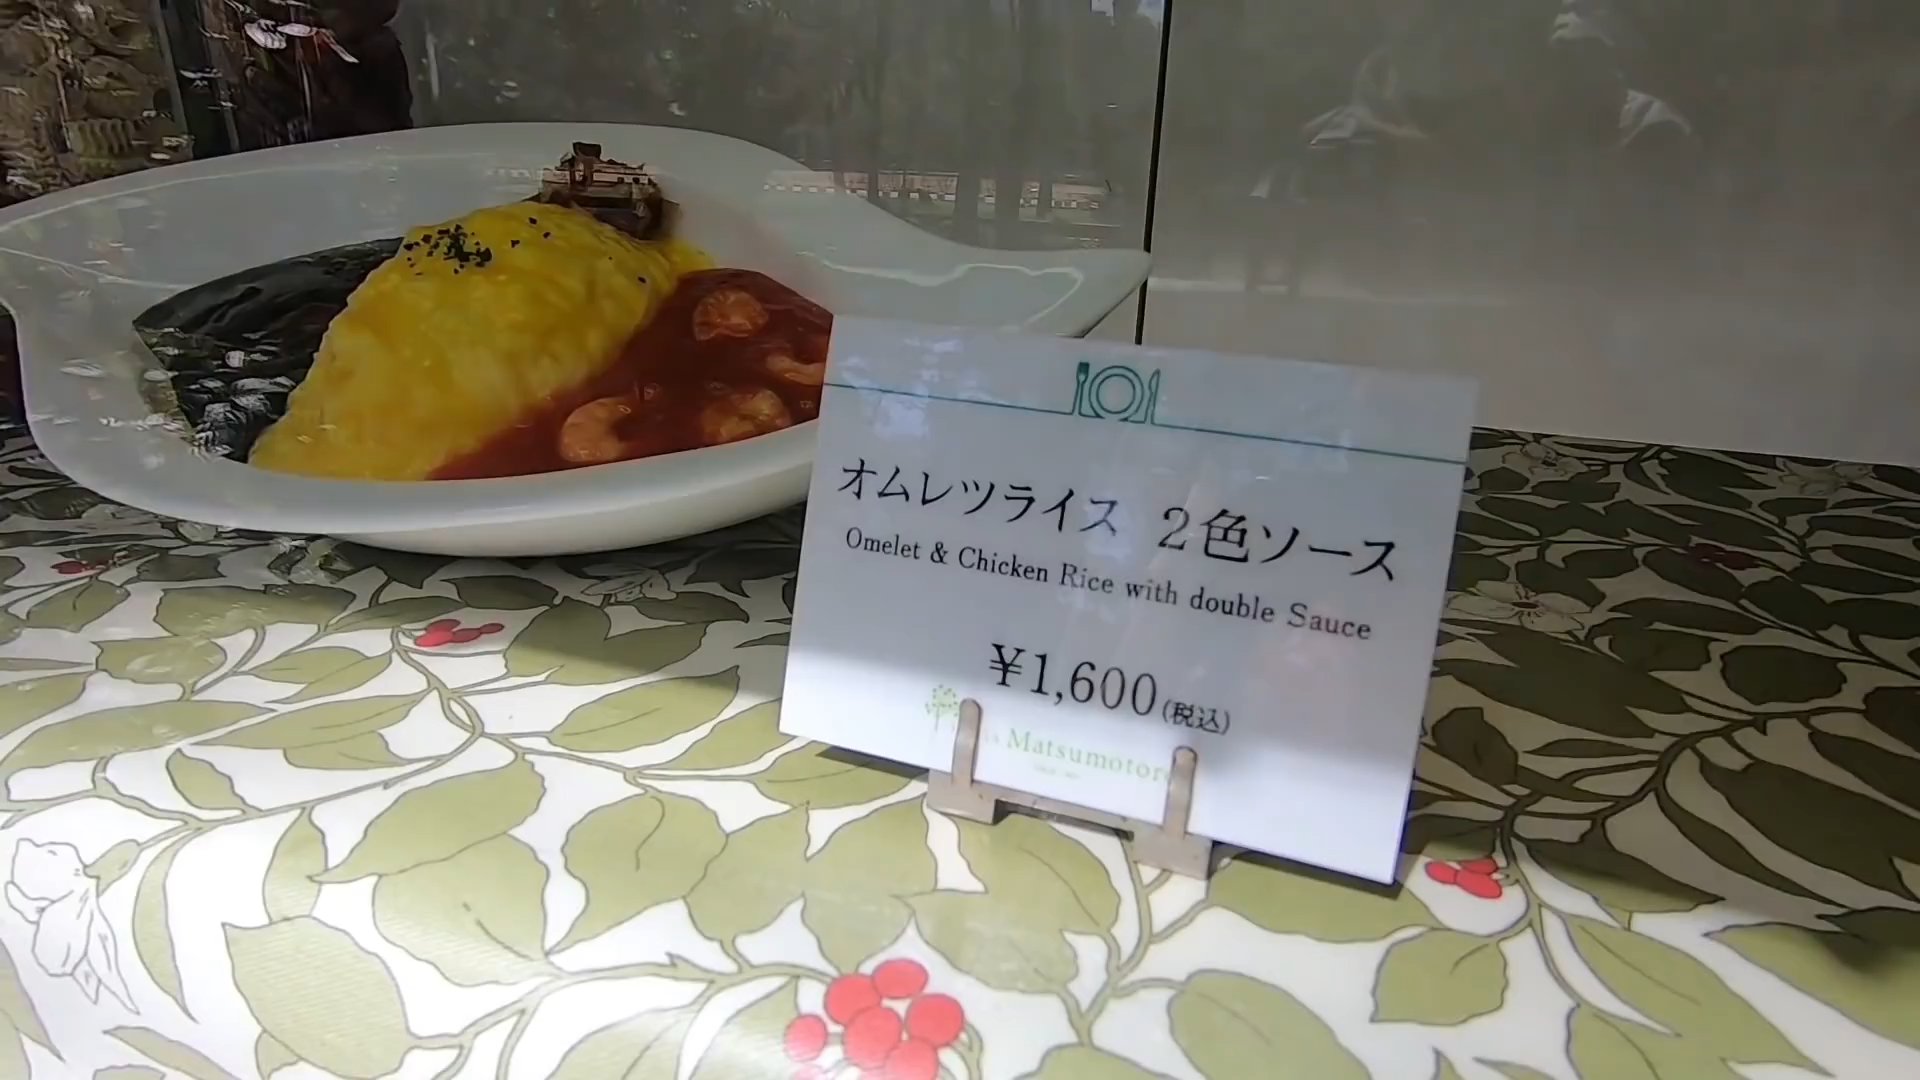 オムレツライス 2色ソース
Omelet & Chicken Rice with double Sauce
¥1,600(税込)
Matsumotoro